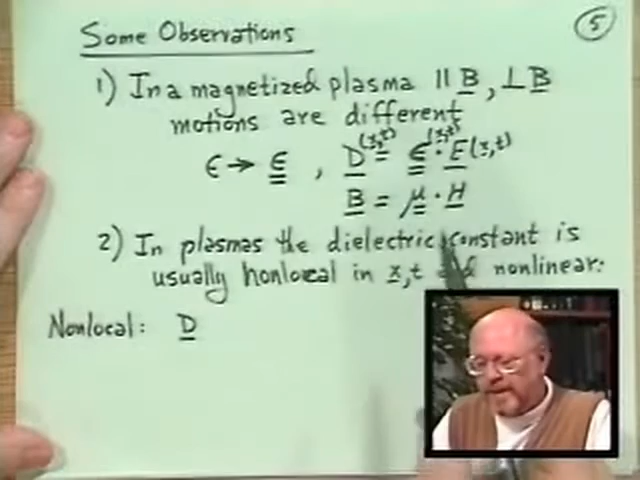 5
Some Observations
1) In a magnetized plasma || B, ⊥ B
motions are different
ϵ → ϵ , D(x,t) = ϵ(x,t) · E(x,t)
B = μ · H
2) In plasmas the dielectric constant is
usually nonlocal in x,t and nonlinear:
Nonlocal: D